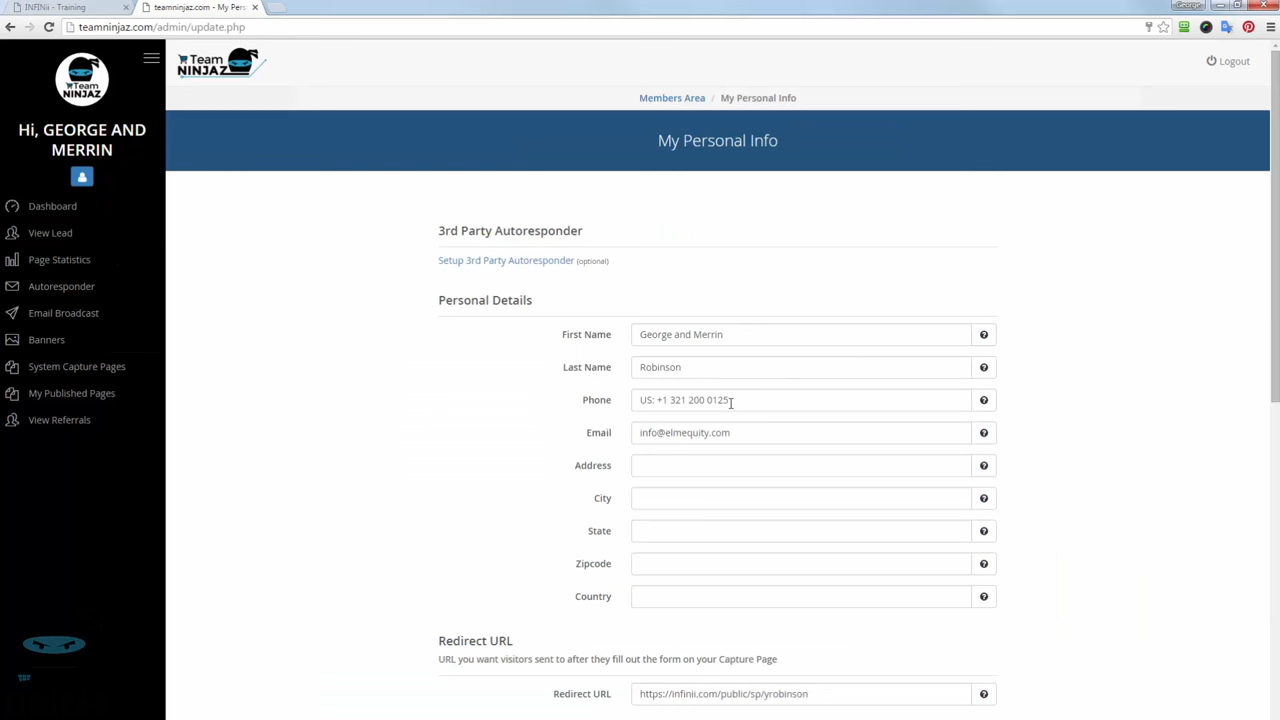 INFINii - Training
teamninjaz.com - My Pers
George
teamninjaz.com/admin/update.php
Team NINJAZ
Hi, GEORGE AND
MERRIN
Dashboard
View Lead
Page Statistics
Autoresponder
Email Broadcast
Banners
System Capture Pages
My Published Pages
View Referrals
Team
NINJAZ
Logout
Members Area / My Personal Info
My Personal Info
3rd Party Autoresponder
Setup 3rd Party Autoresponder (optional)
Personal Details
First Name George and Merrin
Last Name Robinson
Phone US: +1 321 200 0125
Email info@elmequity.com
Address
City
State
Zipcode
Country
Redirect URL
URL you want visitors sent to after they fill out the form on your Capture Page
Redirect URL https://infinii.com/public/sp/yrobinson